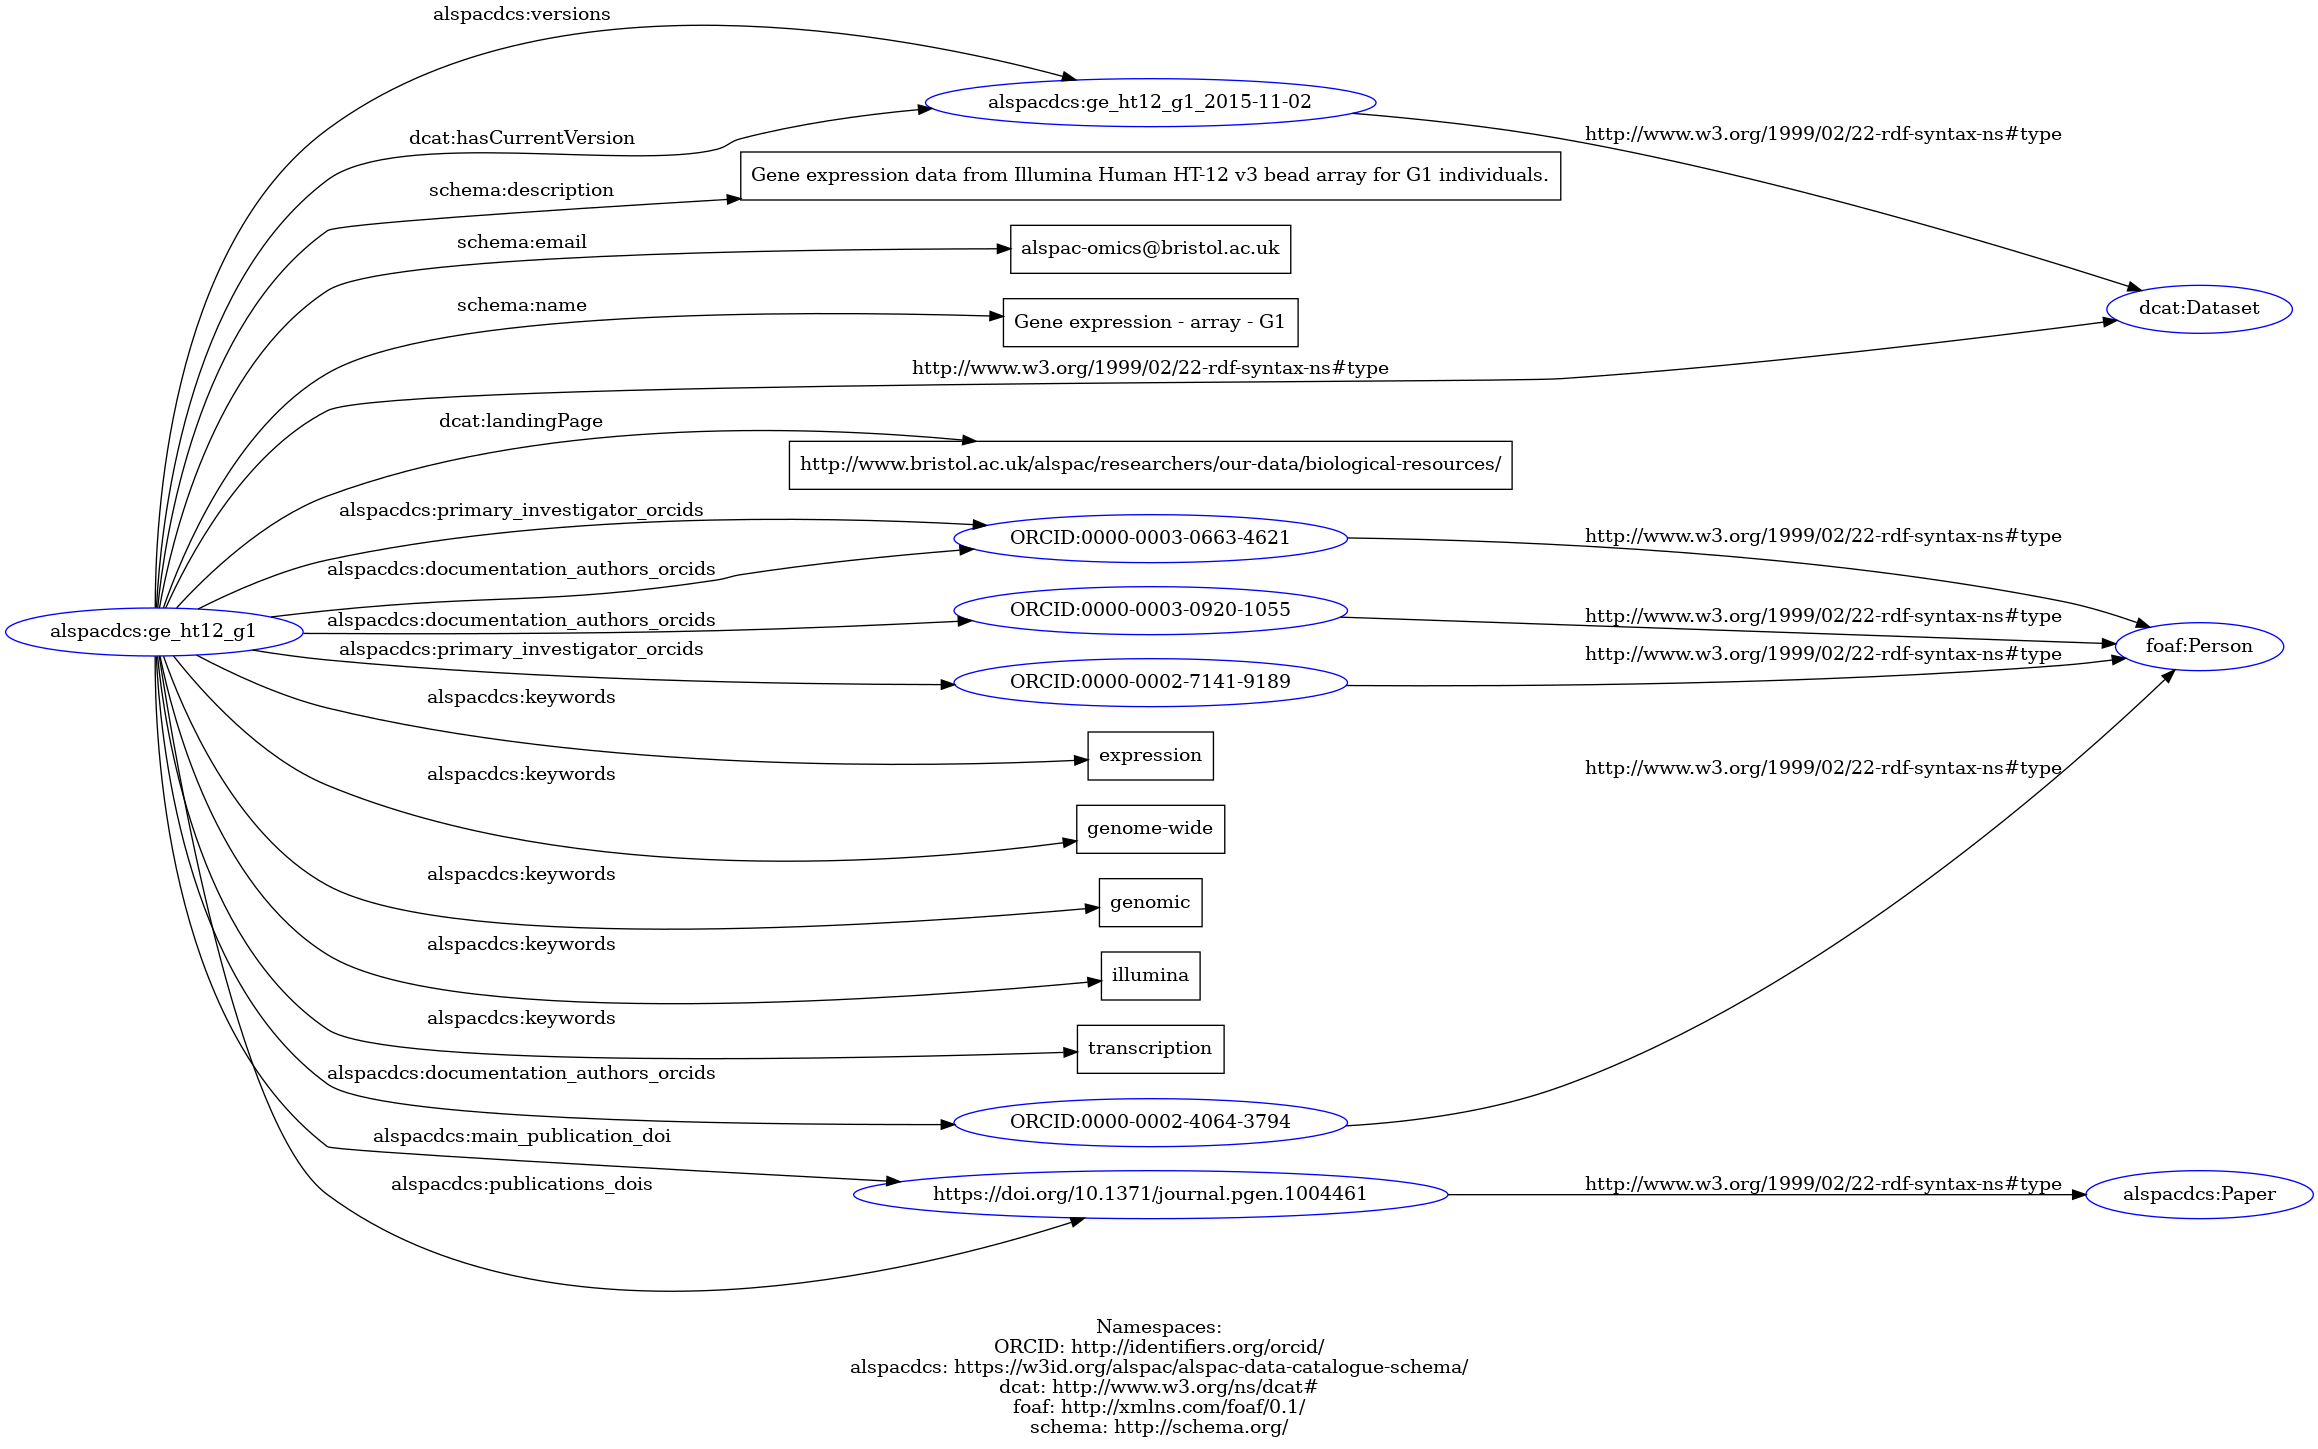 alspacdcs:versions
alspacdcs:ge_ht12_g1_2015-11-02
http://www.w3.org/1999/02/22-rdf-syntax-ns#type
dcat:hasCurrentVersion
Gene expression data from Illumina Human HT-12 v3 bead array for G1 individuals.
schema:description
schema:email
alspac-omics@bristol.ac.uk
schema:name
Gene expression - array - G1
dcat:Dataset
http://www.w3.org/1999/02/22-rdf-syntax-ns#type
dcat:landingPage
http://www.bristol.ac.uk/alspac/researchers/our-data/biological-resources/
alspacdcs:primary_investigator_orcids
ORCID:0000-0003-0663-4621
http://www.w3.org/1999/02/22-rdf-syntax-ns#type
alspacdcs:documentation_authors_orcids
ORCID:0000-0003-0920-1055
http://www.w3.org/1999/02/22-rdf-syntax-ns#type
alspacdcs:documentation_authors_orcids
alspacdcs:ge_ht12_g1
foaf:Person
alspacdcs:primary_investigator_orcids
http://www.w3.org/1999/02/22-rdf-syntax-ns#type
ORCID:0000-0002-7141-9189
alspacdcs:keywords
expression
alspacdcs:keywords
http://www.w3.org/1999/02/22-rdf-syntax-ns#type
genome-wide
alspacdcs:keywords
genomic
alspacdcs:keywords
illumina
alspacdcs:keywords
transcription
alspacdcs:documentation_authors_orcids
ORCID:0000-0002-4064-3794
alspacdcs:main_publication_doi
alspacdcs:publications_dois
https://doi.org/10.1371/journal.pgen.1004461
http://www.w3.org/1999/02/22-rdf-syntax-ns#type
alspacdcs:Paper
Namespaces:
ORCID: http://identifiers.org/orcid/
alspacdcs: https://w3id.org/alspac/alspac-data-catalogue-schema/
dcat: http://www.w3.org/ns/dcat#
foaf: http://xmlns.com/foaf/0.1/
schema: http://schema.org/